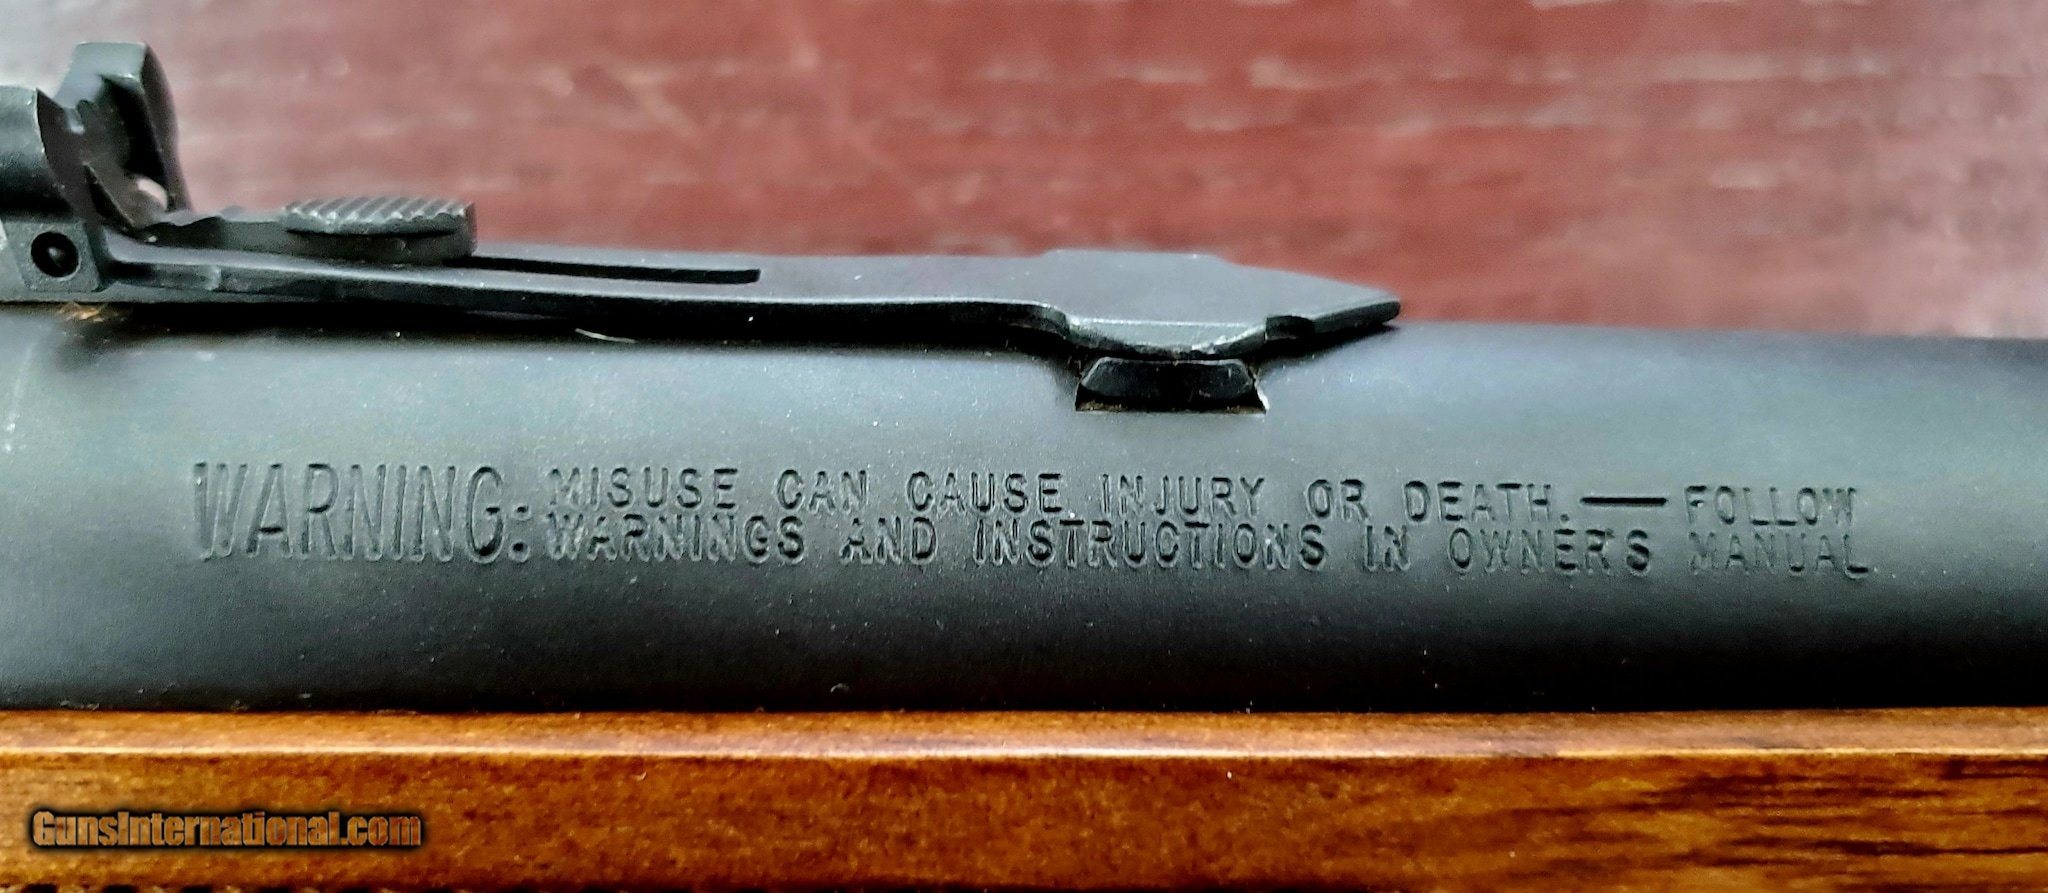 WARNING: MISUSE CAN CAUSE INJURY OR DEATH.— FOLLOW
WARNINGS AND INSTRUCTIONS IN OWNER'S MANUAL.
GunsInternational.com